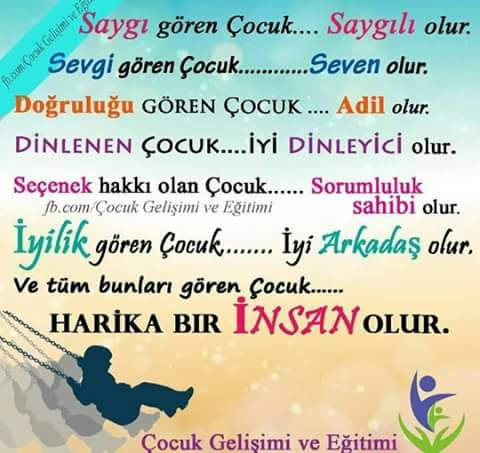 fb.com/Çocuk Gelişimi ve Eğitimi
Saygı gören Çocuk.... Saygılı olur.
Sevgi gören Çocuk............Seven olur.
Doğruluğu GÖREN ÇOCUK .... Adil olur.
DİNLENEN ÇOCUK....İYİ DİNLEYİCİ olur.
Seçenek hakkı olan Çocuk...... Sorumluluk
fb.com/Çocuk Gelişimi ve Eğitimi sahibi olur.
İyilik gören Çocuk........ İyi Arkadaş olur.
Ve tüm bunları gören Çocuk......
HARİKA BIR İNSAN OLUR.
Çocuk Gelişimi ve Eğitimi